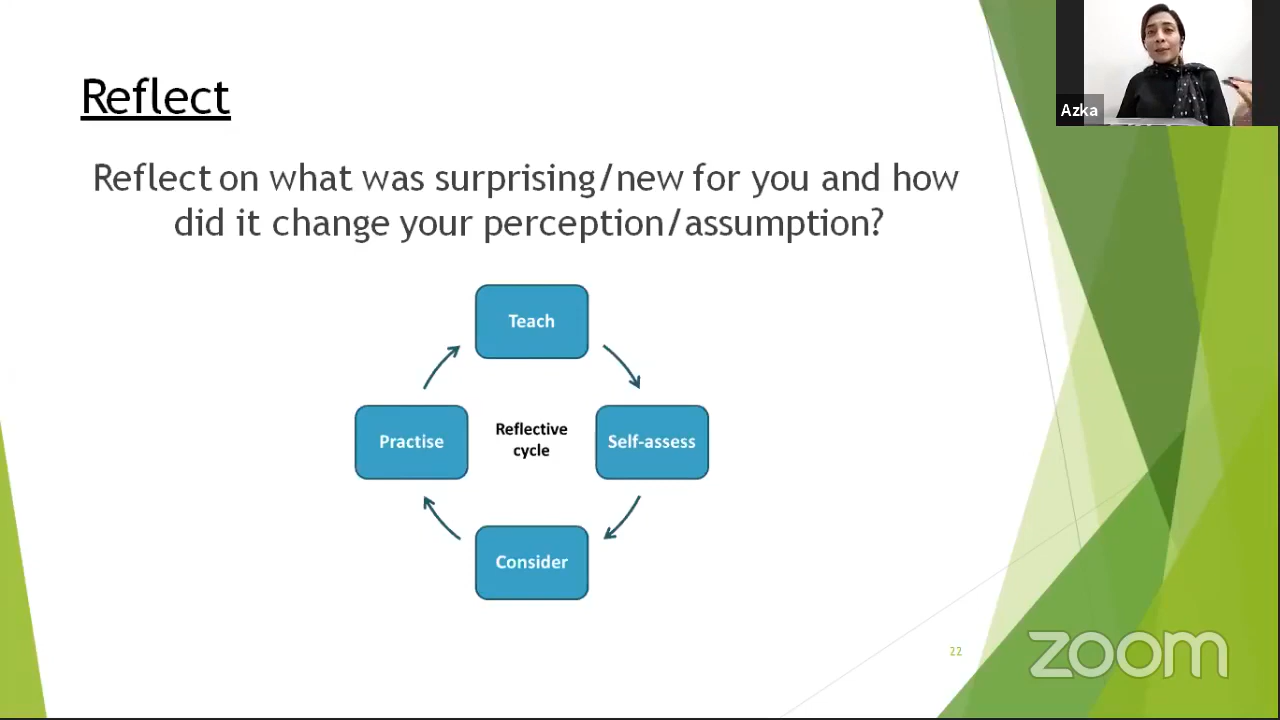 Reflect
Azka
Reflect on what was surprising/new for you and how
did it change your perception/assumption?
Teach
Practise
Reflective
cycle
Self-assess
Consider
22
zoom